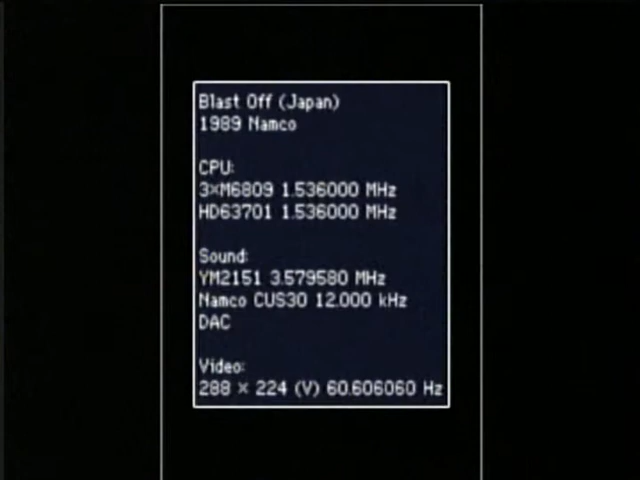 Blast Off (Japan)
1989 Namco
CPU:
3×M6809 1.536000 MHz
HD63701 1.536000 MHz
Sound:
YM2151 3.579580 MHz
Namco CUS30 12.000 kHz
DAC
Video:
288 × 224 (V) 60.606060 Hz